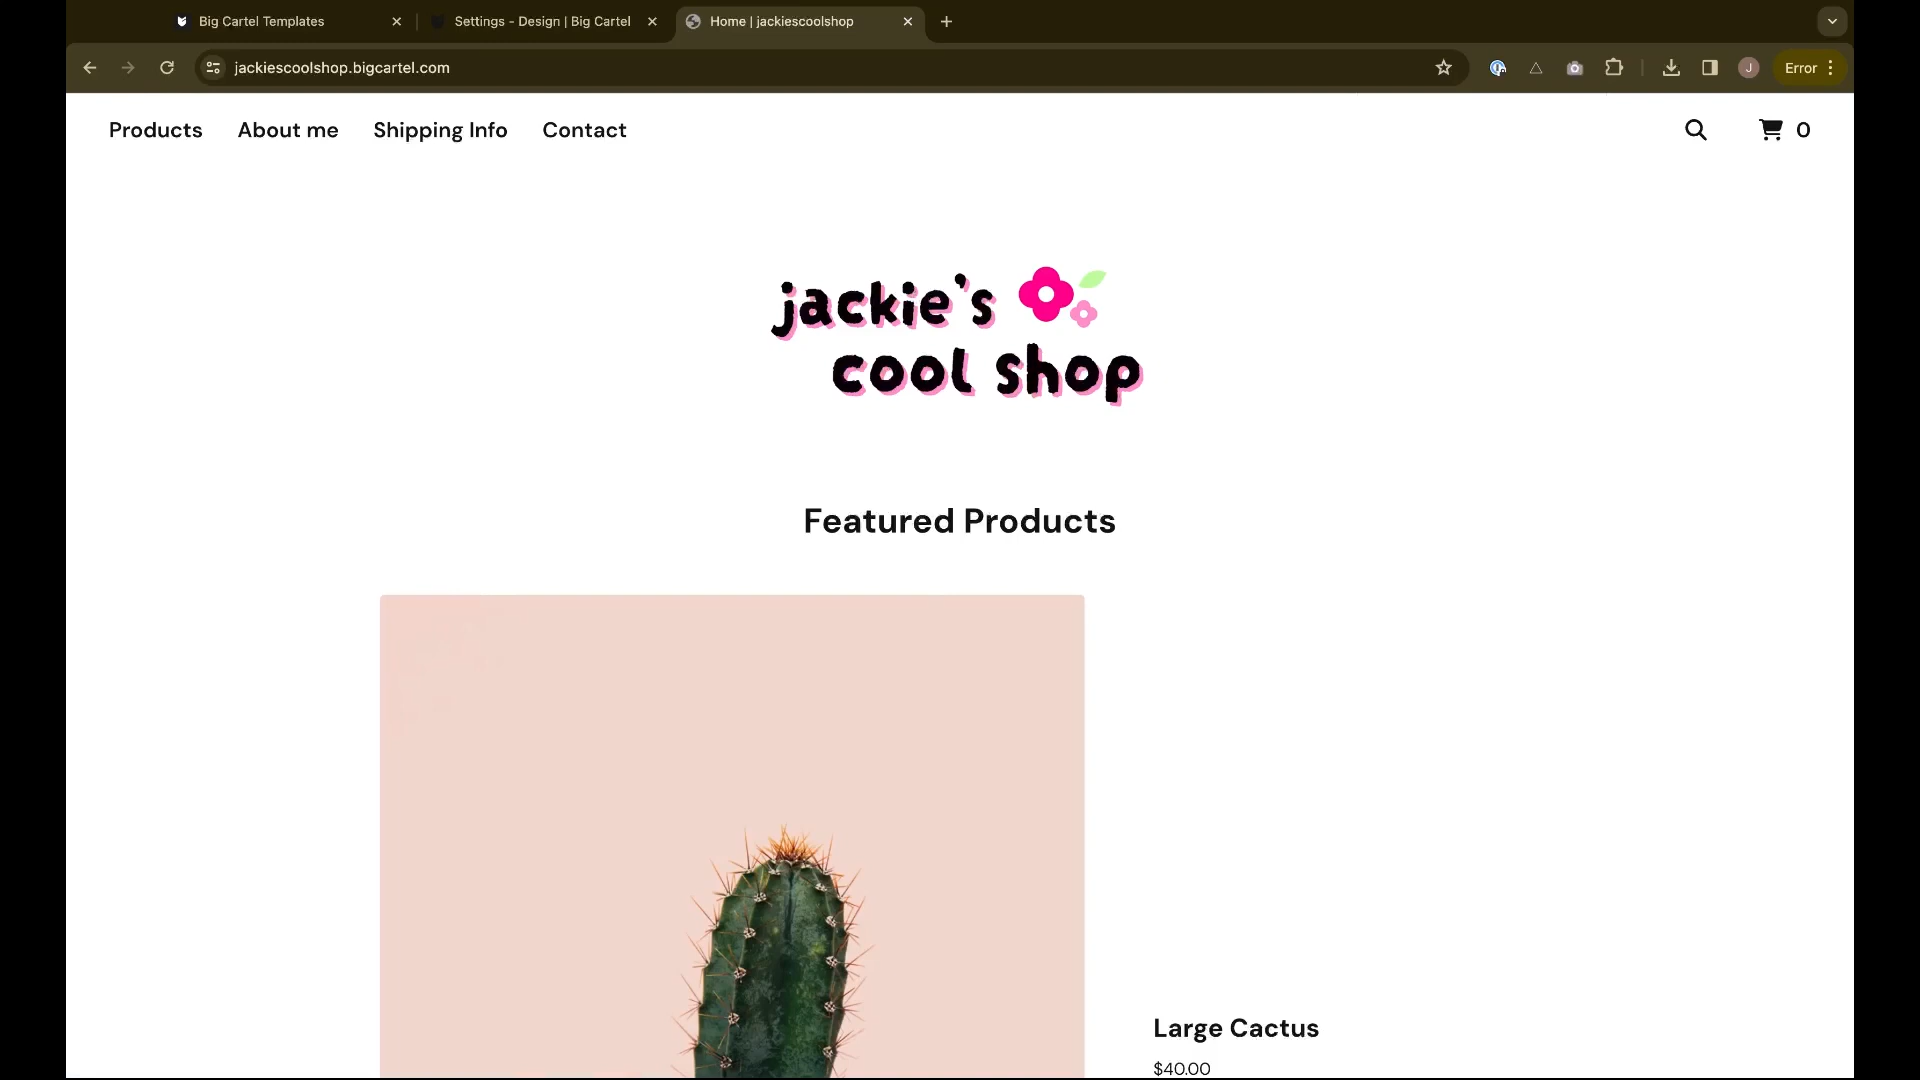 Big Cartel Templates
Settings - Design | Big Cartel
Home | jackiescoolshop
jackiescoolshop.bigcartel.com
J
Error
Products
About me
Shipping Info
Contact
0
jackie's
cool shop
Featured Products
Large Cactus
$40.00